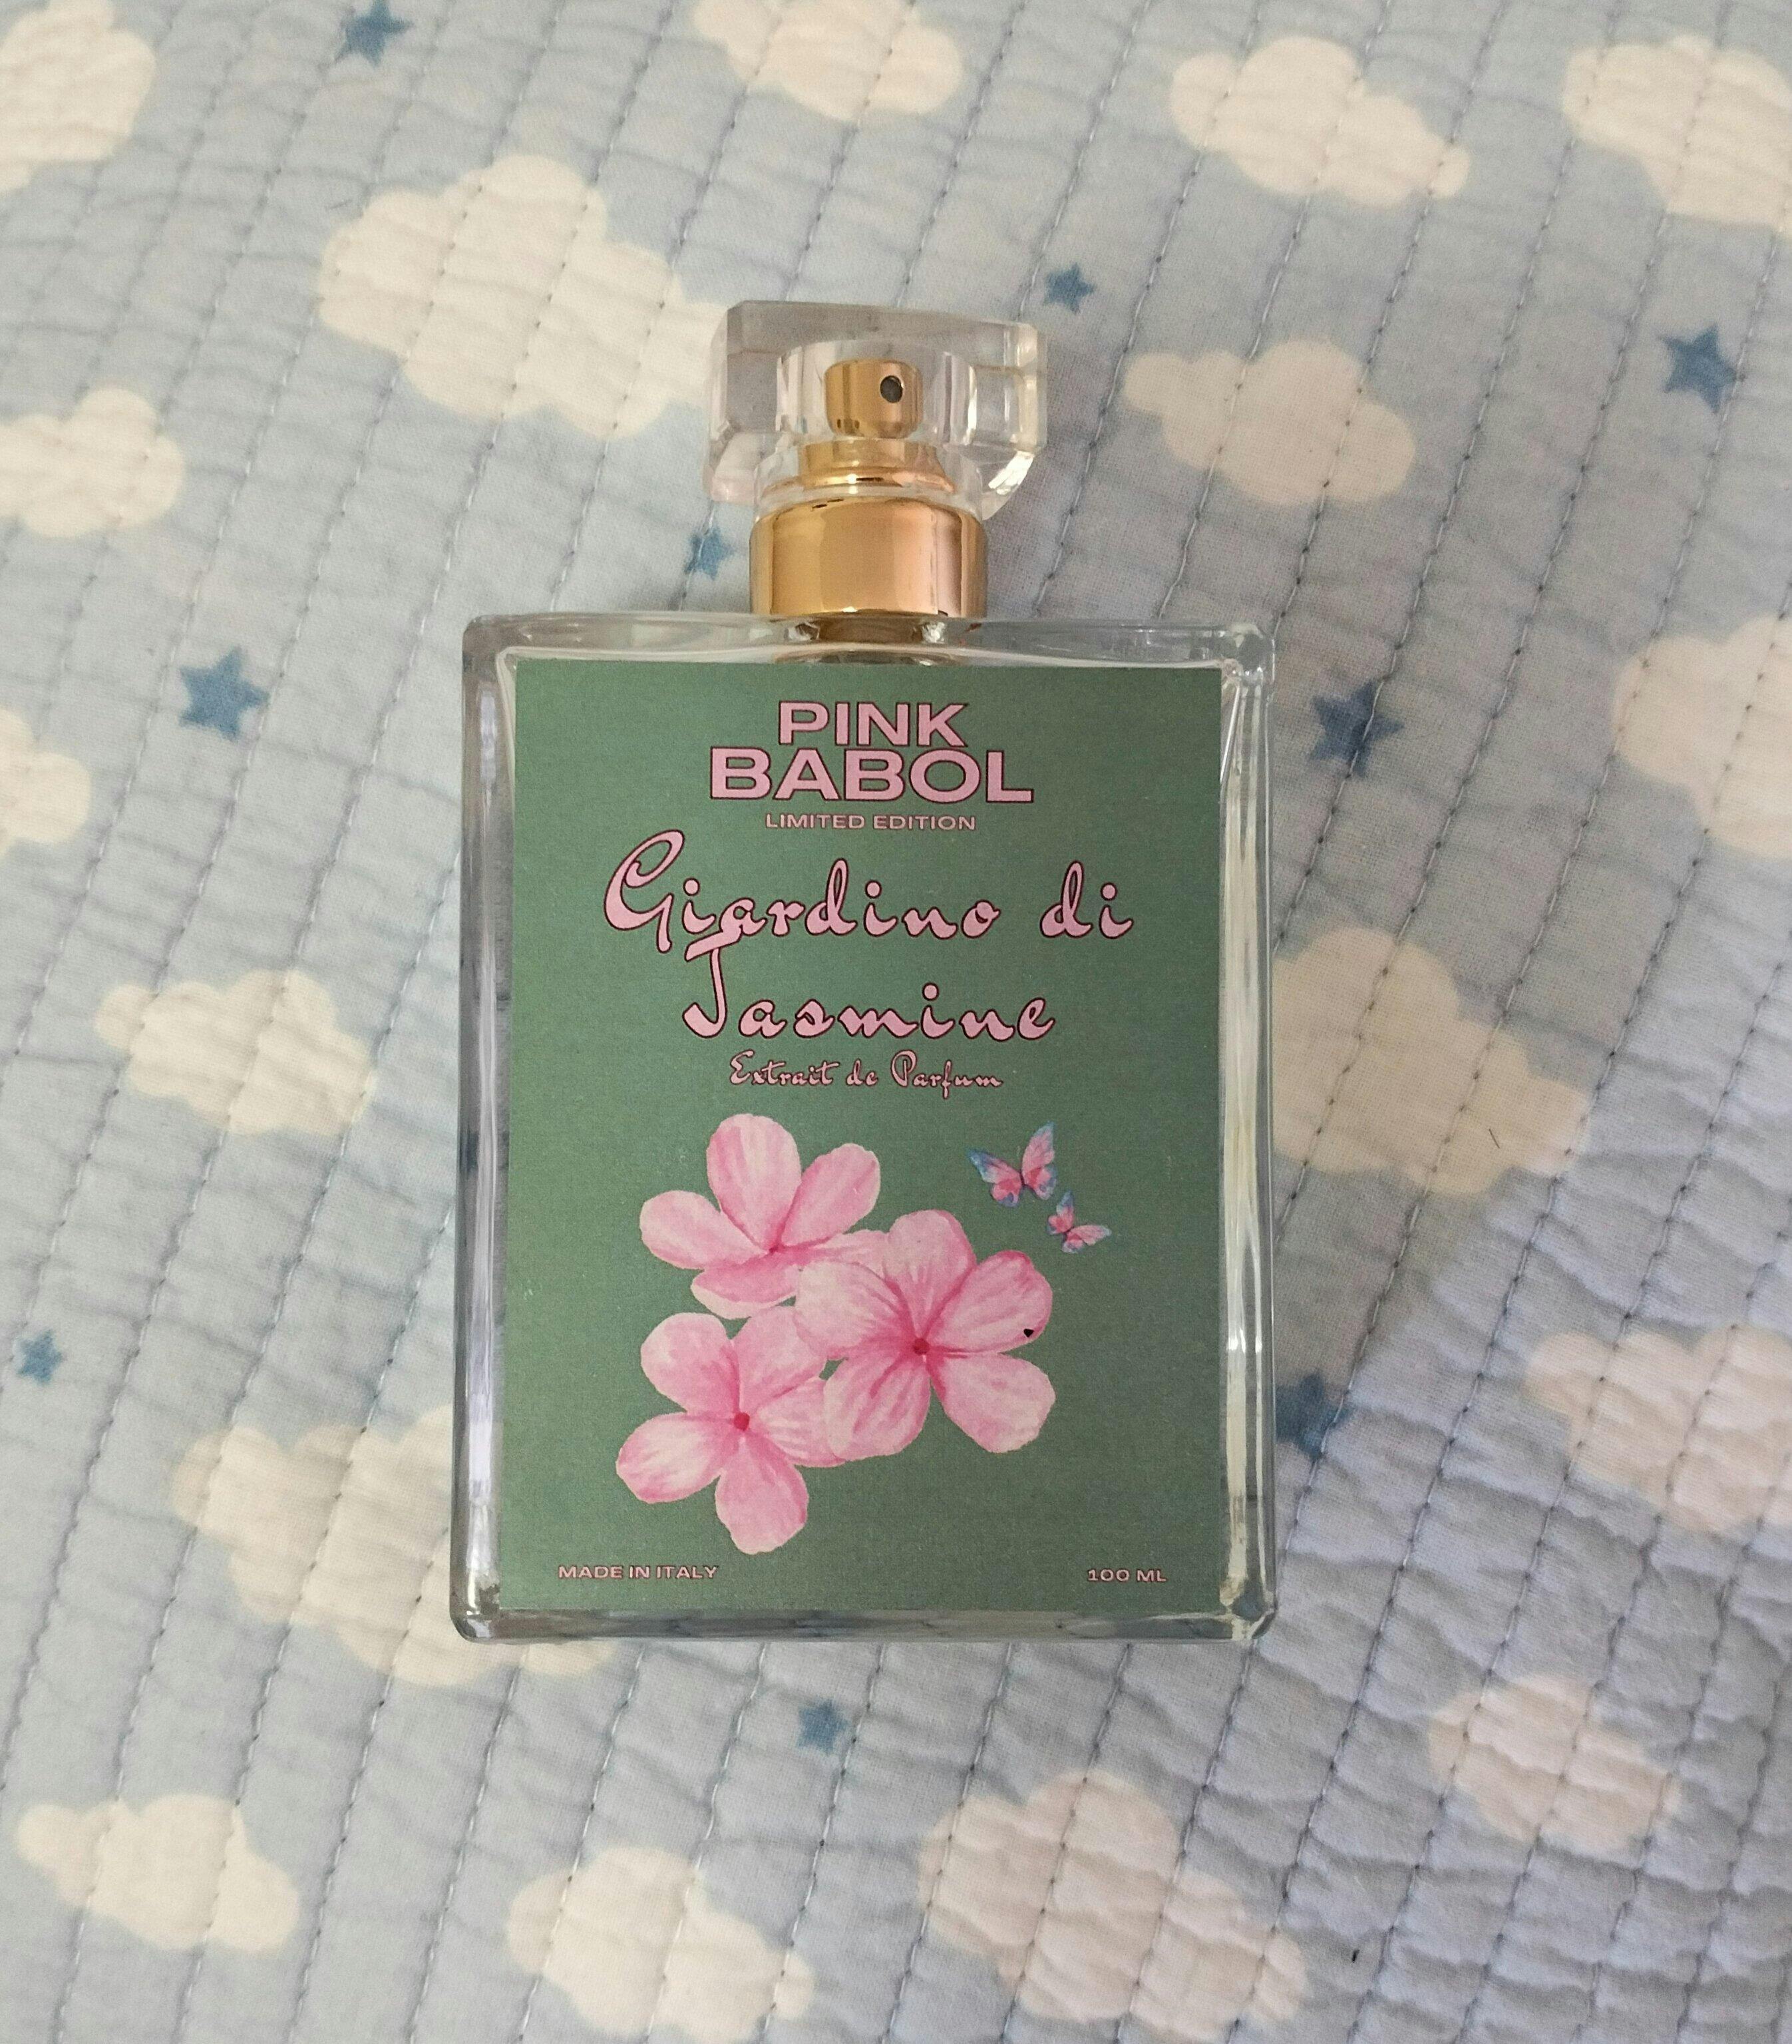 PINK
BABOL
LIMITED EDITION
Giardino di
Jasmine
Extrait de Parfum
MADE IN ITALY
100 ML